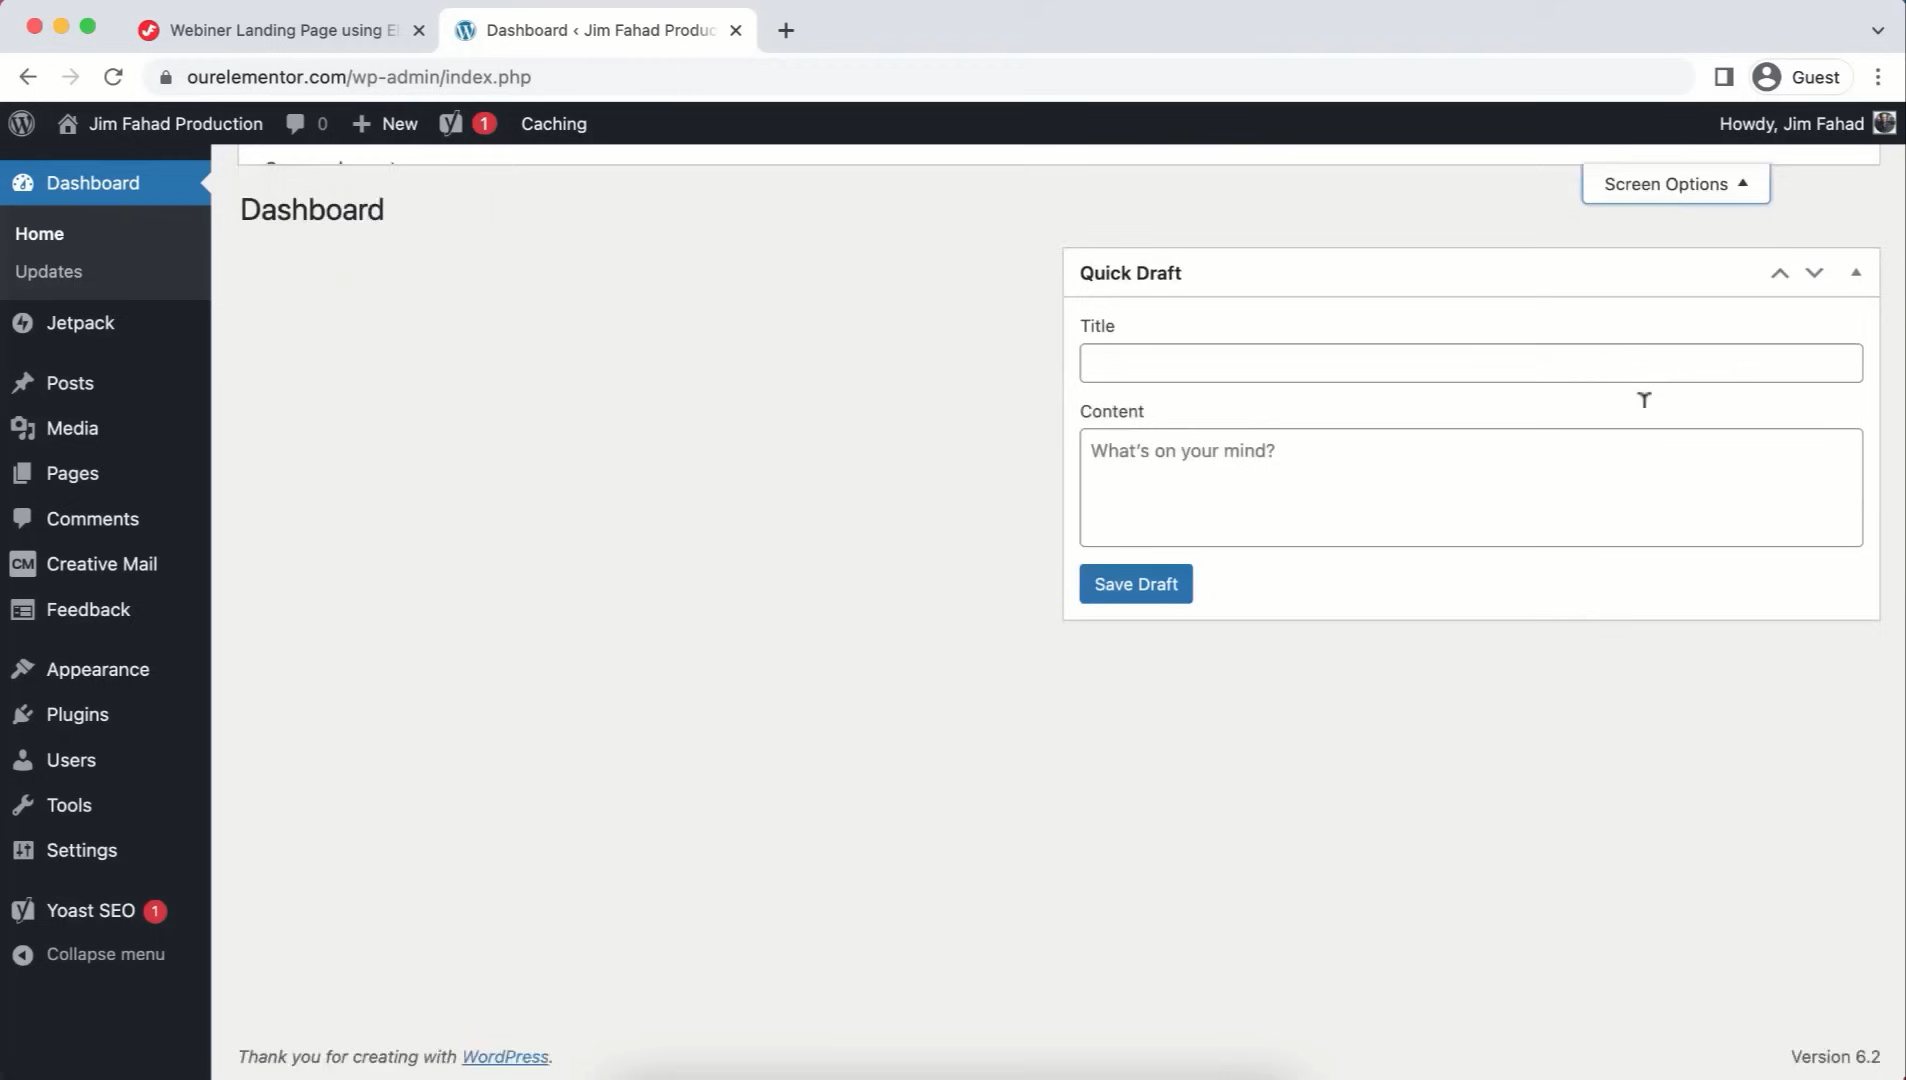 Webiner Landing Page using El
Dashboard ‹ Jim Fahad Produc
ourelementor.com/wp-admin/index.php
Guest
Jim Fahad Production
0
New
1
Caching
Howdy, Jim Fahad
Dashboard
Screen Options
Dashboard
Home
Updates
Quick Draft
Jetpack
Title
Posts
Content
Media
What's on your mind?
Pages
Comments
Creative Mail
CM
Save Draft
Feedback
Appearance
Plugins
Users
Tools
Settings
Yoast SEO 1
Collapse menu
Thank you for creating with WordPress.
Version 6.2